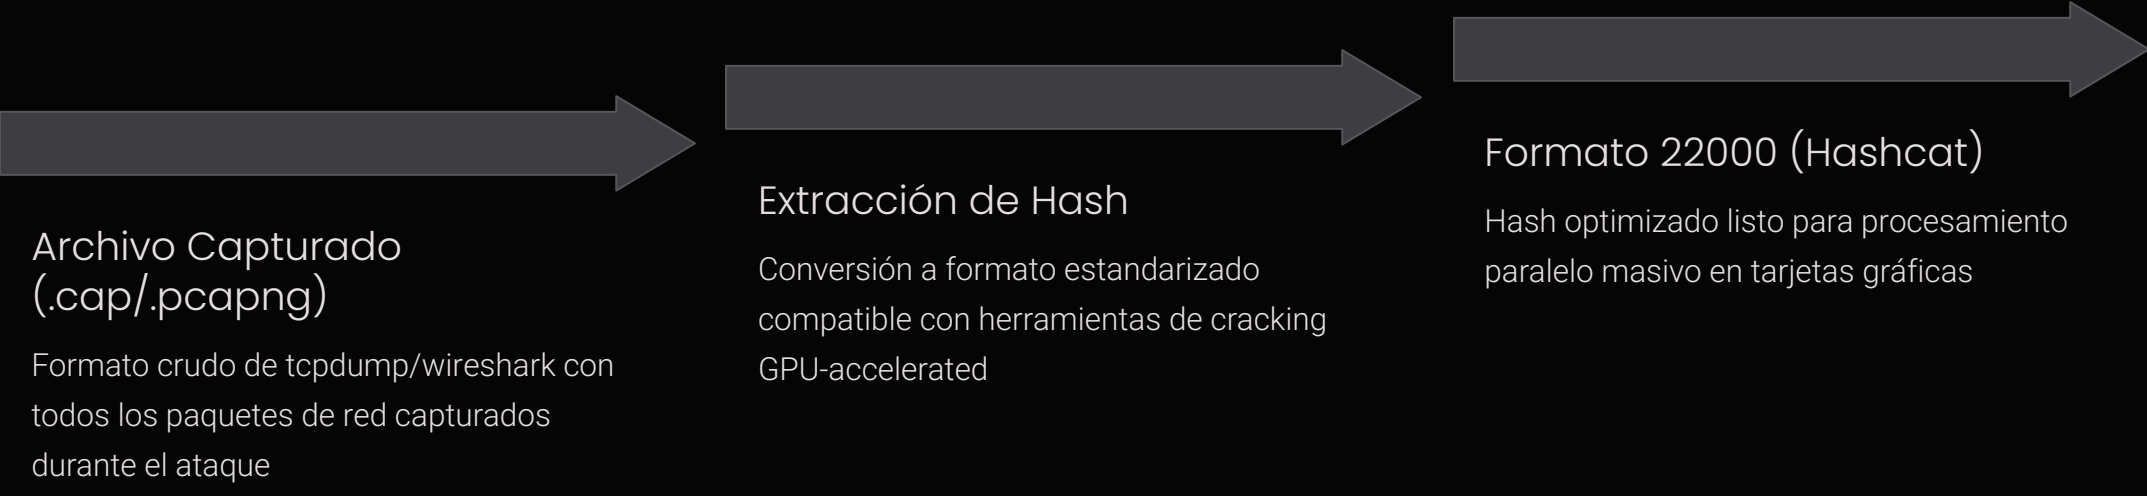 Archivo Capturado
(.cap/.pcapng)
Formato crudo de tcpdump/wireshark con
todos los paquetes de red capturados
durante el ataque
Extracción de Hash
Conversión a formato estandarizado
compatible con herramientas de cracking
GPU-accelerated
Formato 22000 (Hashcat)
Hash optimizado listo para procesamiento
paralelo masivo en tarjetas gráficas